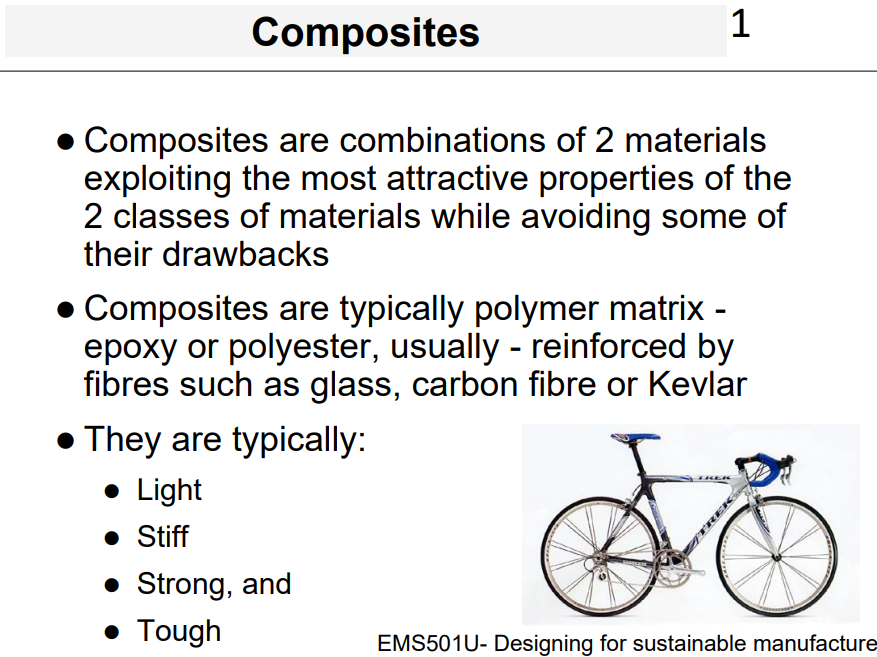 Composites
1
● Composites are combinations of 2 materials
exploiting the most attractive properties of the
2 classes of materials while avoiding some of
their drawbacks
● Composites are typically polymer matrix -
epoxy or polyester, usually - reinforced by
fibres such as glass, carbon fibre or Kevlar
● They are typically:
● Light
● Stiff
● Strong, and
● Tough
TREK
TREK
EMS501U- Designing for sustainable manufacture